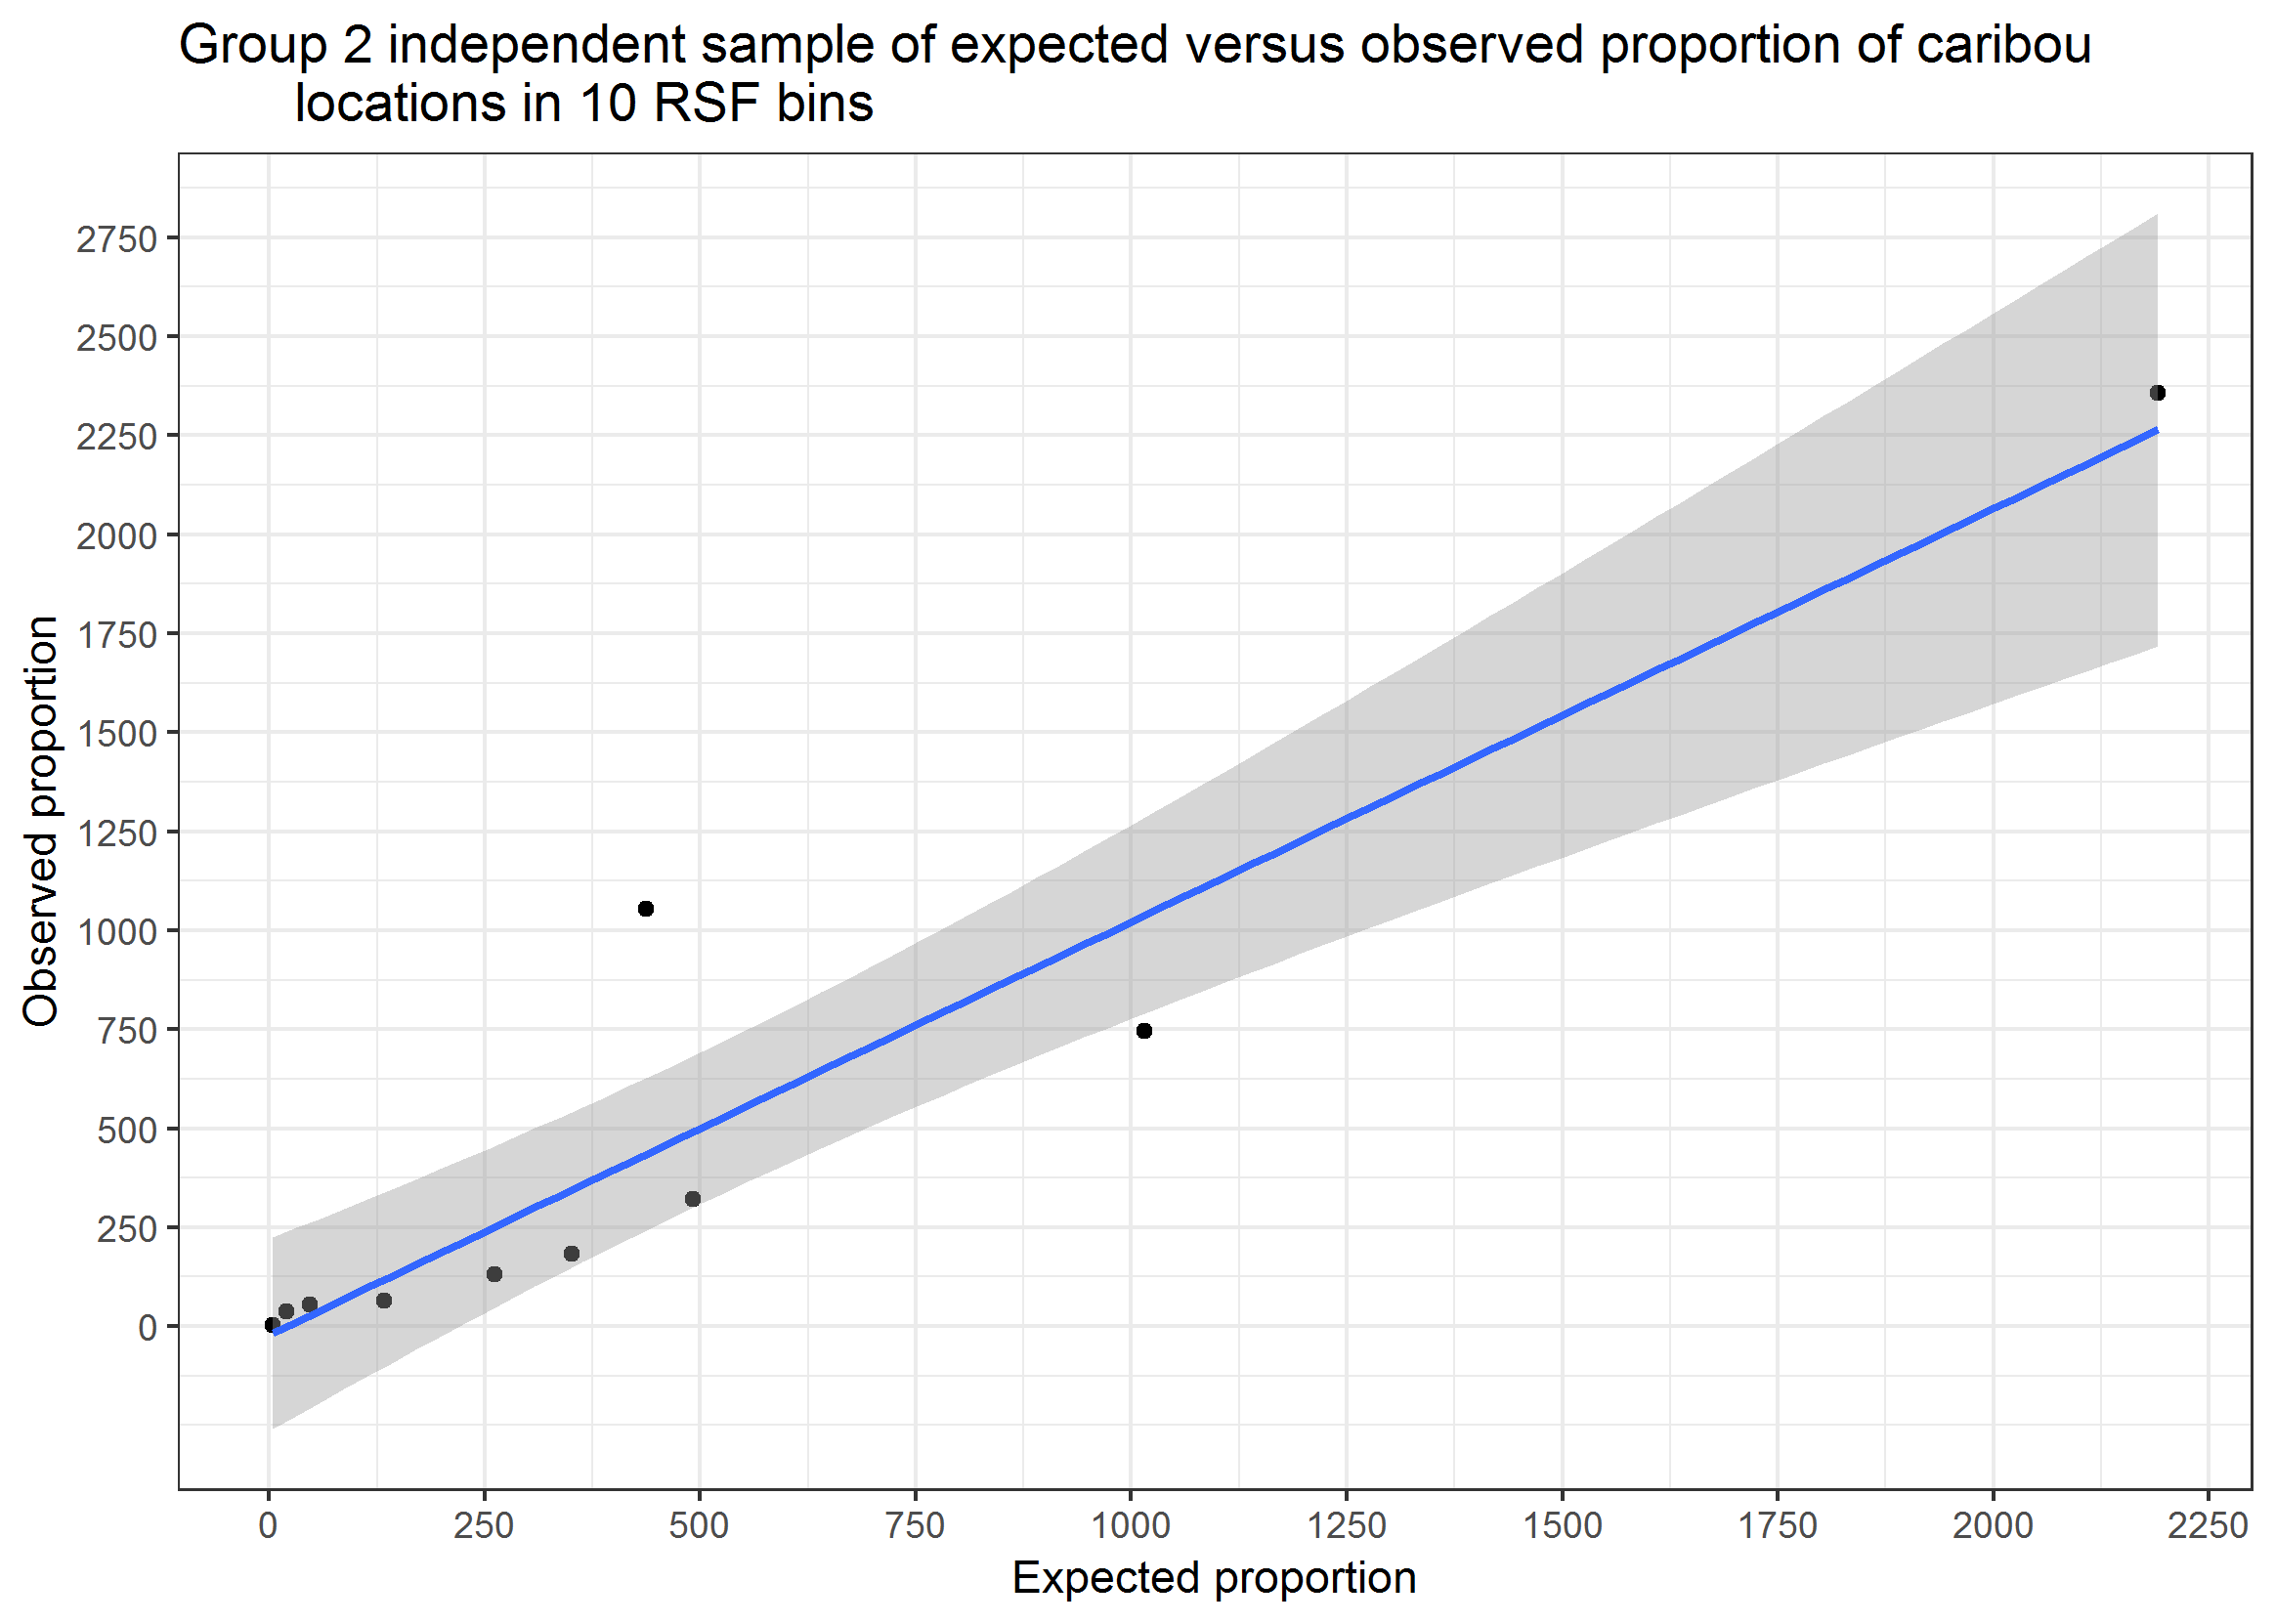 Group 2 independent sample of expected versus observed proportion of caribou
locations in 10 RSF bins
2750
2500
2250
2000
1750
1500
1250
1000
750
500
250
0
Observed proportion
0 250 500 750 1000 1250 1500 1750 2000 2250
Expected proportion